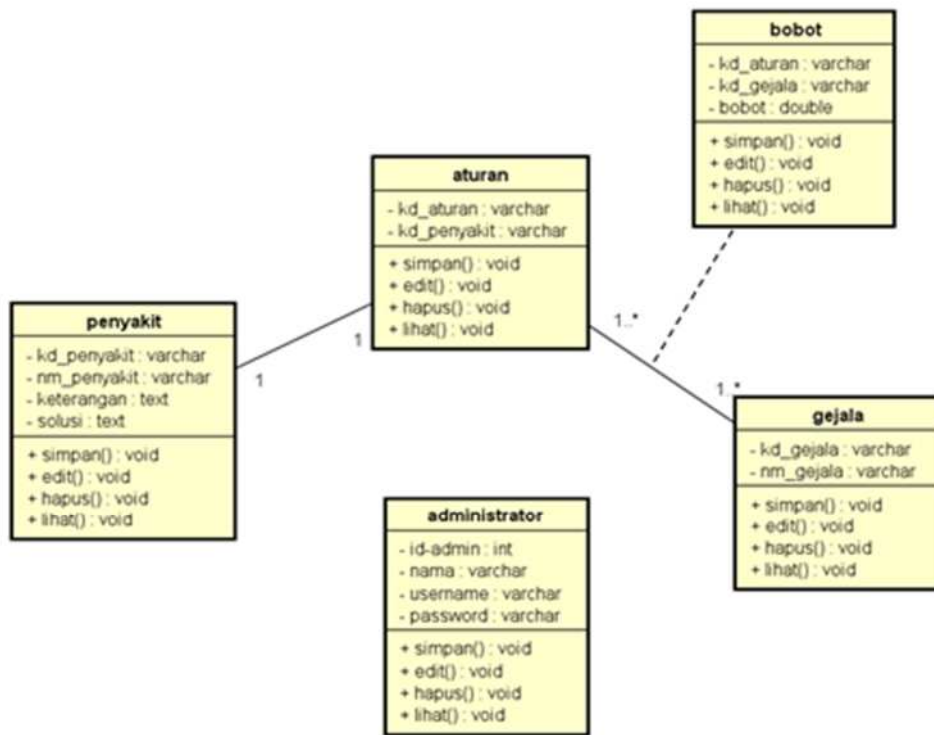 bobot
- kd_aturan : varchar
- kd_gejala : varchar
- bobot : double
+ simpan() : void
+ edit() : void
+ hapus() : void
+ lihat() : void
aturan
- kd_aturan : varchar
- kd_penyakit : varchar
+ simpan() : void
+ edit() : void
+ hapus() : void
+ lihat() : void
penyakit
- kd_penyakit : varchar
- nm_penyakit : varchar
- keterangan : text
- solusi : text
+ simpan() : void
+ edit() : void
+ hapus() : void
+ lihat() : void
1
1
1..*
1..*
gejala
- kd_gejala : varchar
- nm_gejala : varchar
+ simpan() : void
+ edit() : void
+ hapus() : void
+ lihat() : void
administrator
- id-admin : int
- nama : varchar
- username : varchar
- password : varchar
+ simpan() : void
+ edit() : void
+ hapus() : void
+ lihat() : void